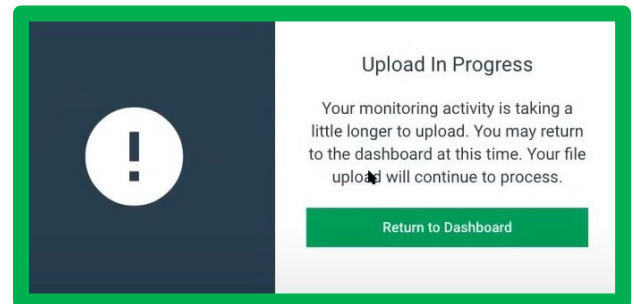 Upload In Progress
Your monitoring activity is taking a
little longer to upload. You may return
to the dashboard at this time. Your file
upload will continue to process.
Return to Dashboard